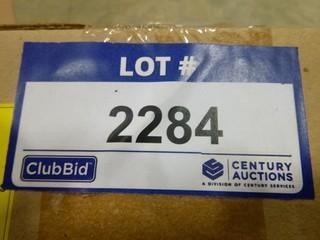 LOT #
2284
ClubBid
CENTURY
AUCTIONS
A DIVISION OF CENTURY SERVICES